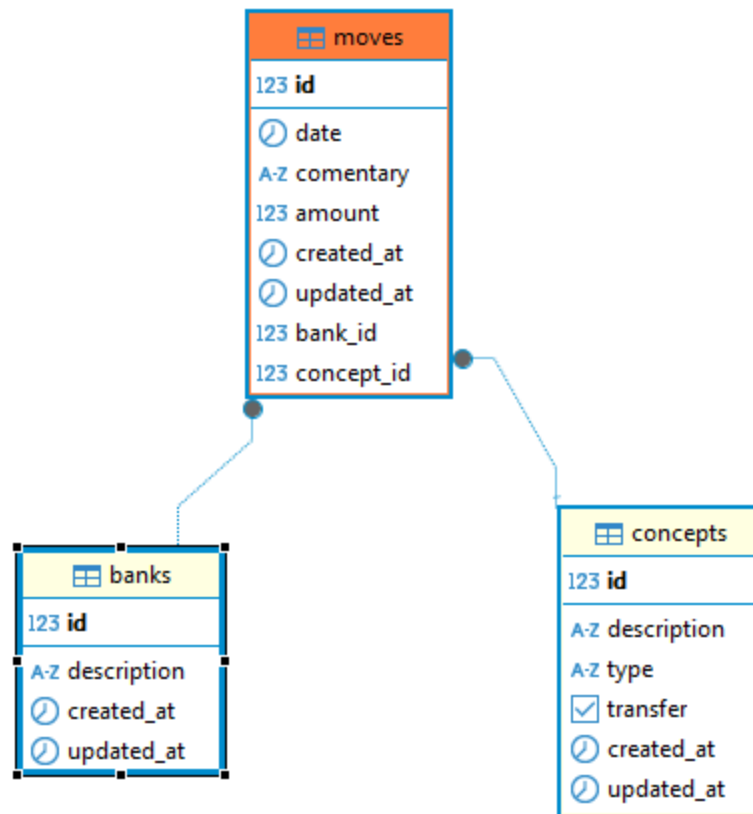 moves
123 id
date
A-Z comentary
123 amount
created_at
updated_at
123 bank_id
123 concept_id
banks
123 id
A-Z description
created_at
updated_at
concepts
123 id
A-Z description
A-Z type
transfer
created_at
updated_at